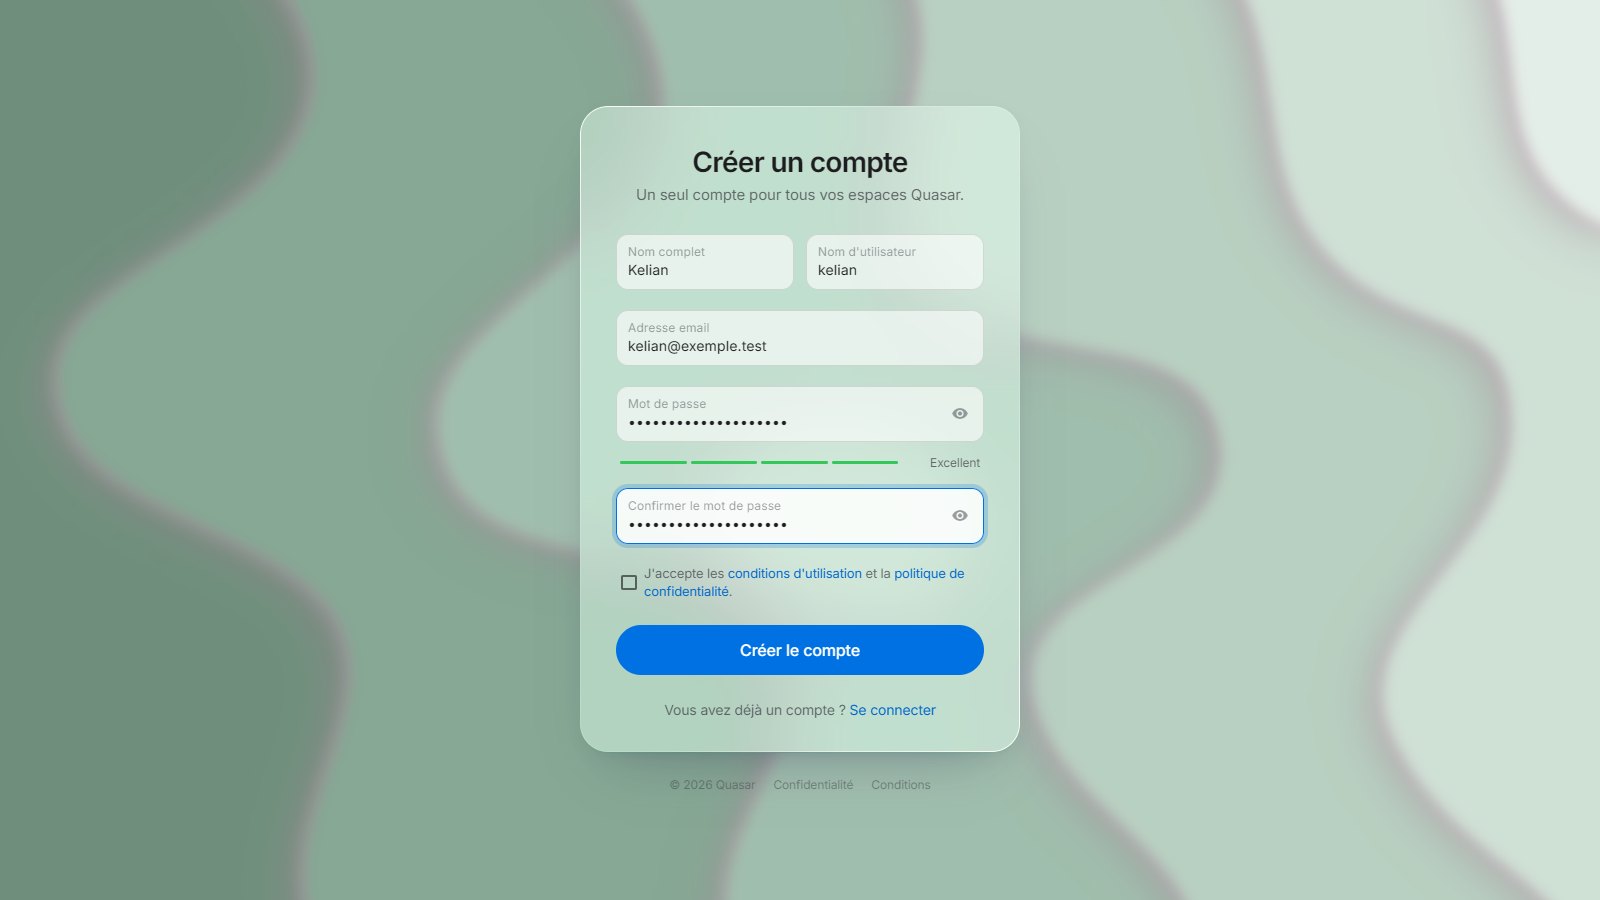 Créer un compte
Un seul compte pour tous vos espaces Quasar.
Nom complet
Kelian
Nom d'utilisateur
kelian
Adresse email
kelian@exemple.test
Mot de passe
••••••••••••••••••••
Excellent
Confirmer le mot de passe
••••••••••••••••••••
J'accepte les conditions d'utilisation et la politique de
confidentialité.
Créer le compte
Vous avez déjà un compte ? Se connecter
© 2026 Quasar Confidentialité Conditions